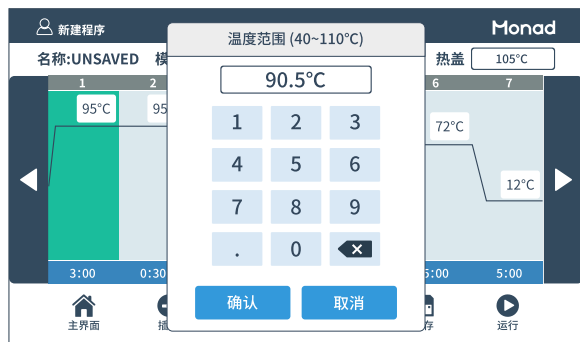 新建程序
Monad
名称:UNSAVED
模
热盖
105℃
温度范围 (40~110℃)
90.5℃
1
2
6
7
95℃
95
72℃
12℃
1
2
3
4
5
6
7
8
9
.
0
3:00
0:30
5:00
5:00
确认
取消
主界面
插
存
运行